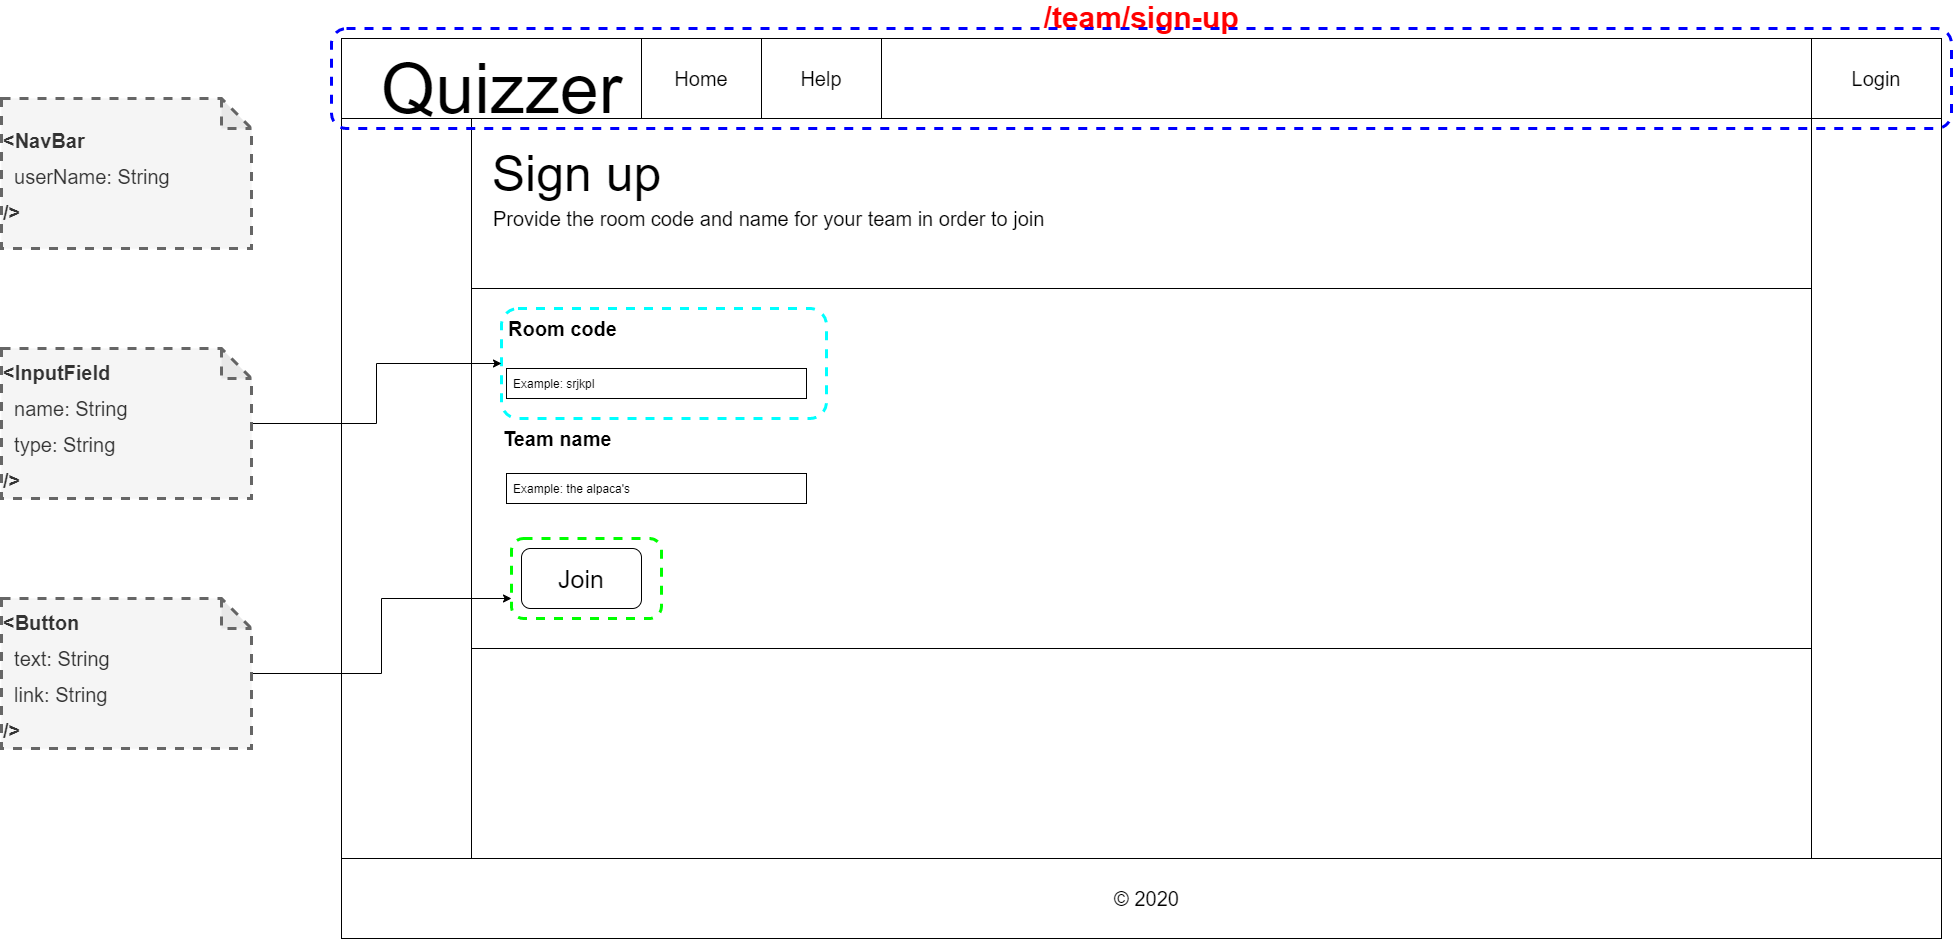 /team/sign-up
Quizzer
Home
Help
Login
<NavBar
userName: String
/>
Sign up
Provide the room code and name for your team in order to join
<InputField
name: String
type: String
/>
Room code
Example: srjkpl
Team name
Example: the alpaca's
Join
<Button
text: String
link: String
/>
© 2020